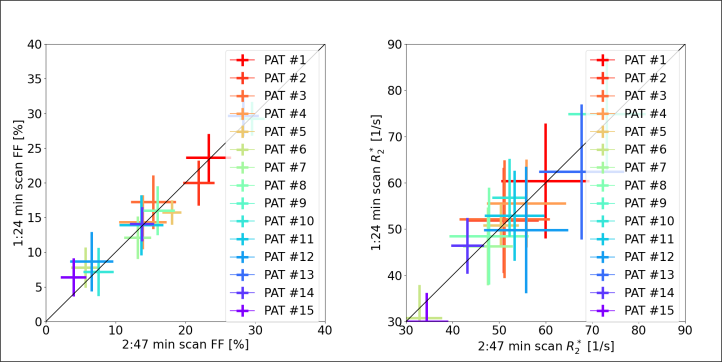 40
35
30
25
20
15
10
5
0
1:24 min scan FF [%]
0 10 20 30 40
2:47 min scan FF [%]
PAT #1
PAT #2
PAT #3
PAT #4
PAT #5
PAT #6
PAT #7
PAT #8
PAT #9
PAT #10
PAT #11
PAT #12
PAT #13
PAT #14
PAT #15
90
80
70
60
50
40
30
1:24 min scan R₂* [1/s]
30 40 50 60 70 80 90
2:47 min scan R₂* [1/s]
PAT #1
PAT #2
PAT #3
PAT #4
PAT #5
PAT #6
PAT #7
PAT #8
PAT #9
PAT #10
PAT #11
PAT #12
PAT #13
PAT #14
PAT #15